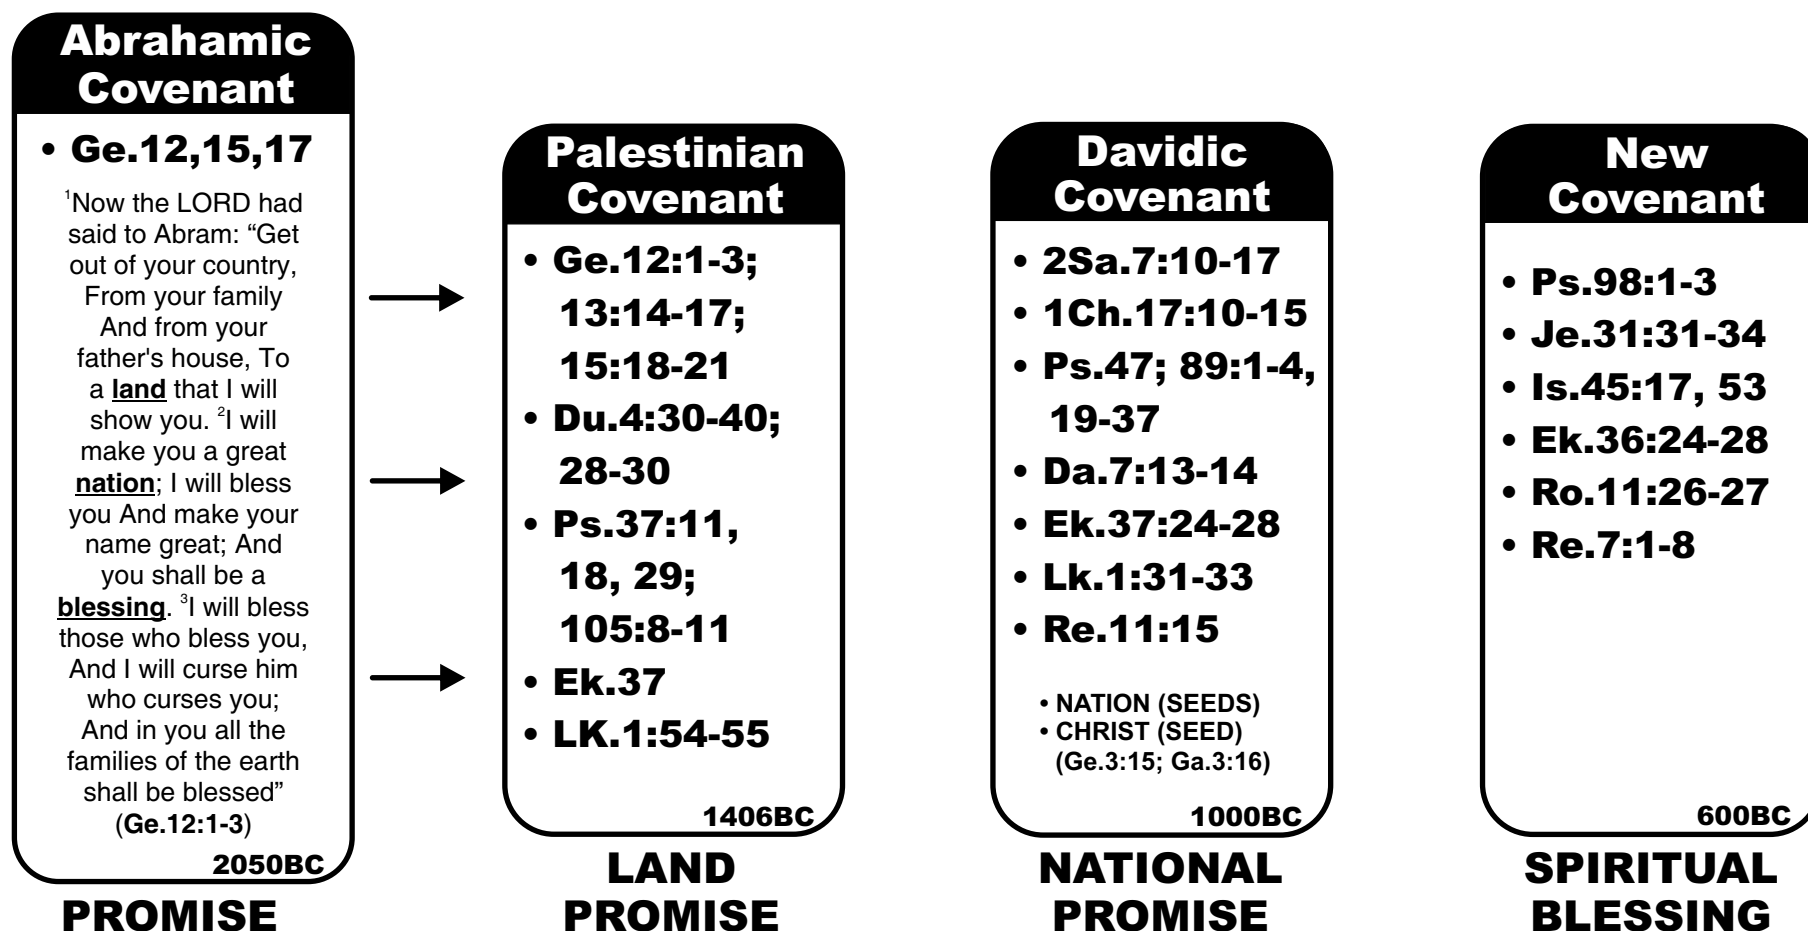 Abrahamic
Covenant
• Ge.12,15,17
¹Now the LORD had
said to Abram: “Get
out of your country,
From your family
And from your
father's house, To
a land that I will
show you. ²I will
make you a great
nation; I will bless
you And make your
name great; And
you shall be a
blessing. ³I will bless
those who bless you,
And I will curse him
who curses you;
And in you all the
families of the earth
shall be blessed”
(Ge.12:1-3)
2050BC
PROMISE
Palestinian
Covenant
• Ge.12:1-3;
13:14-17;
15:18-21
• Du.4:30-40;
28-30
• Ps.37:11,
18, 29;
105:8-11
• Ek.37
• LK.1:54-55
1406BC
LAND
PROMISE
Davidic
Covenant
• 2Sa.7:10-17
• 1Ch.17:10-15
• Ps.47; 89:1-4,
19-37
• Da.7:13-14
• Ek.37:24-28
• Lk.1:31-33
• Re.11:15
• NATION (SEEDS)
• CHRIST (SEED)
(Ge.3:15; Ga.3:16)
1000BC
NATIONAL
PROMISE
New
Covenant
• Ps.98:1-3
• Je.31:31-34
• Is.45:17, 53
• Ek.36:24-28
• Ro.11:26-27
• Re.7:1-8
600BC
SPIRITUAL
BLESSING